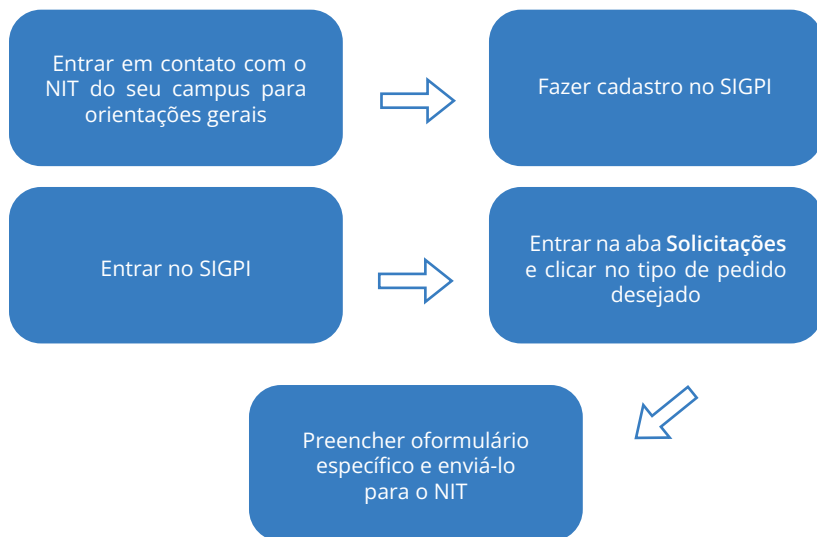 Entrar em contato com o
NIT do seu campus para
orientações gerais
Fazer cadastro no SIGPI
Entrar no SIGPI
Entrar na aba Solicitações
e clicar no tipo de pedido
desejado
Preencher oformulário
específico e enviá-lo
para o NIT